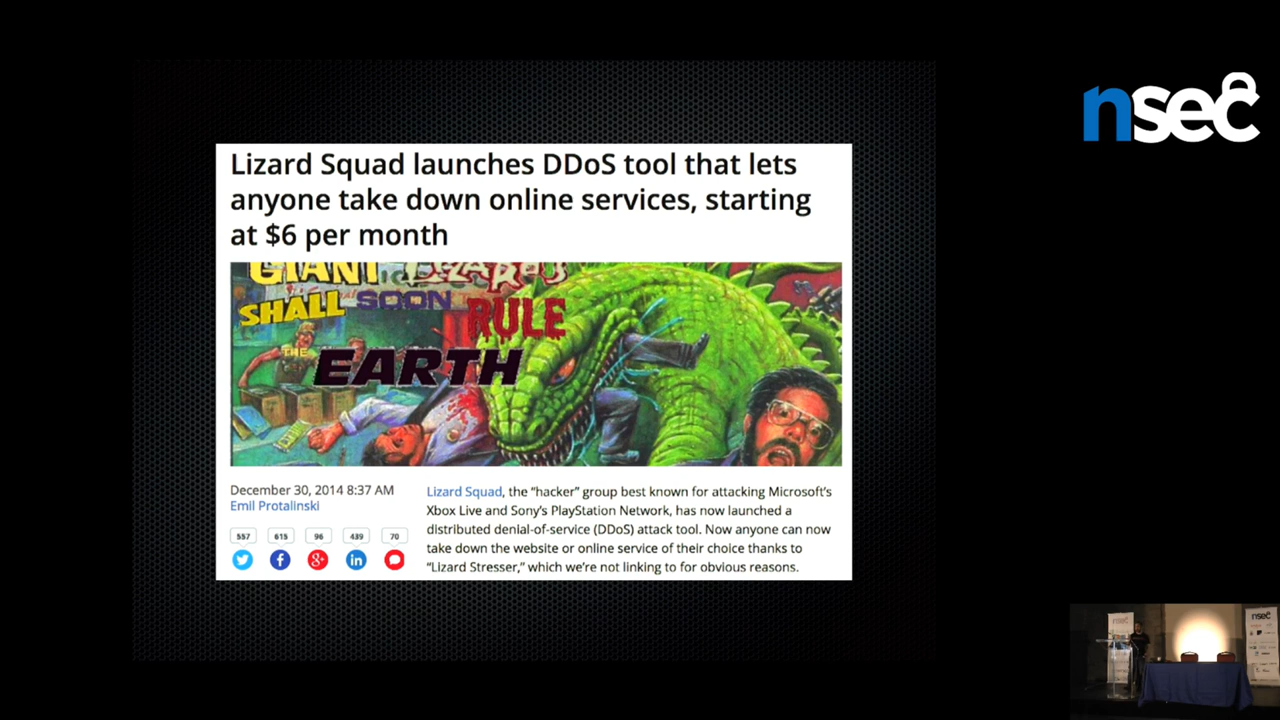 nsec
Lizard Squad launches DDoS tool that lets
anyone take down online services, starting
at $6 per month
GIANT LIZARDS
SHALL SOON RULE
THE EARTH
December 30, 2014 8:37 AM
Emil Protalinski
557 615 96 439 70
Lizard Squad, the “hacker” group best known for attacking Microsoft’s
Xbox Live and Sony’s PlayStation Network, has now launched a
distributed denial-of-service (DDoS) attack tool. Now anyone can now
take down the website or online service of their choice thanks to
“Lizard Stresser,” which we’re not linking to for obvious reasons.
nsec
nsec